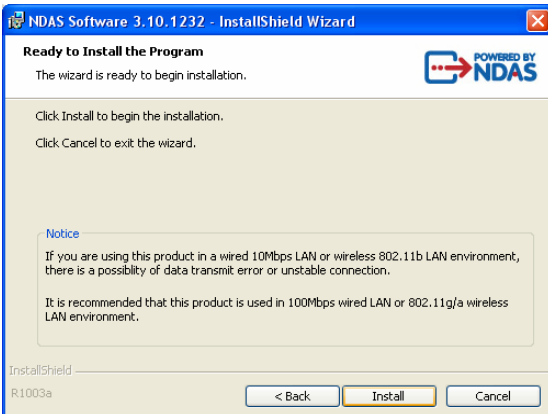 NDAS Software 3.10.1232 - InstallShield Wizard
Ready to Install the Program
The wizard is ready to begin installation.
POWERED BY
NDAS
Click Install to begin the installation.
Click Cancel to exit the wizard.
Notice
If you are using this product in a wired 10Mbps LAN or wireless 802.11b LAN environment,
there is a possiblity of data transmit error or unstable connection.
It is recommended that this product is used in 100Mbps wired LAN or 802.11g/a wireless
LAN environment.
InstallShield
R1003a
< Back
Install
Cancel